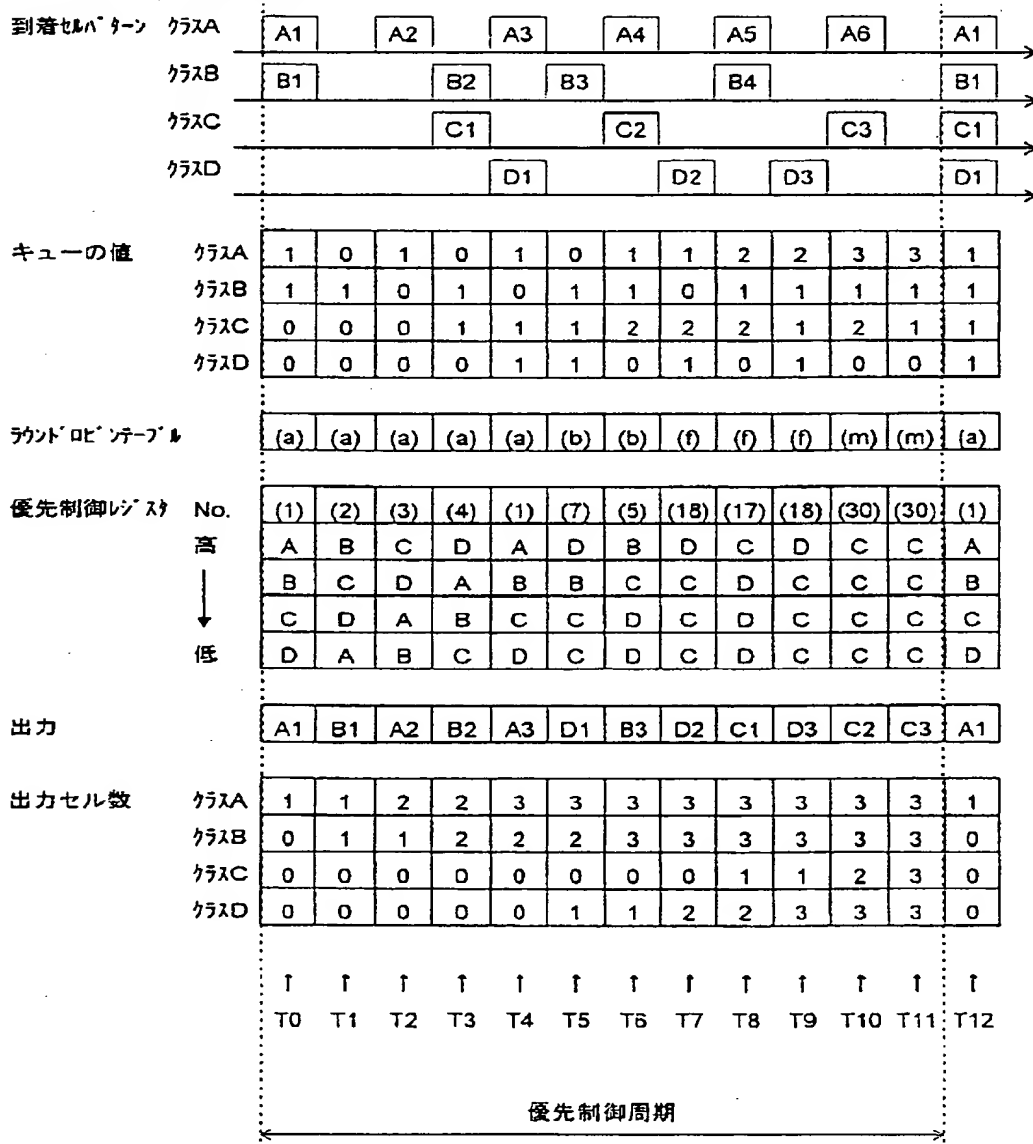 到着セルパターン クラスA A1 A2 A3 A4 A5 A6 A1
クラスB B1 B2 B3 B4 B1
クラスC C1 C2 C3 C1
クラスD D1 D2 D3 D1
キューの値 クラスA 1 0 1 0 1 0 1 1 2 2 3 3 1
クラスB 1 1 0 1 0 1 1 0 1 1 1 1 1
クラスC 0 0 0 1 1 1 2 2 2 1 2 1 1
クラスD 0 0 0 0 1 1 0 1 0 1 0 0 1
ラウンドロビンテーブル (a) (a) (a) (a) (a) (b) (b) (f) (f) (f) (m) (m) (a)
優先制御レジスタ No. (1) (2) (3) (4) (1) (7) (5) (18) (17) (18) (30) (30) (1)
高 A B C D A D B D C D C C A
B C D A B B C C D C C C B
C D A B C C D C C C C C C
低 D A B C D C D C D C C C D
出力 A1 B1 A2 B2 A3 D1 B3 D2 C1 D3 C2 C3 A1
出力セル数 クラスA 1 1 2 2 3 3 3 3 3 3 3 3 1
クラスB 0 1 1 2 2 2 3 3 3 3 3 3 0
クラスC 0 0 0 0 0 0 0 0 1 1 2 3 0
クラスD 0 0 0 0 0 1 1 2 2 3 3 3 0
↑ ↑ ↑ ↑ ↑ ↑ ↑ ↑ ↑ ↑ ↑ ↑ ↑
T0 T1 T2 T3 T4 T5 T6 T7 T8 T9 T10 T11 T12
優先制御周期